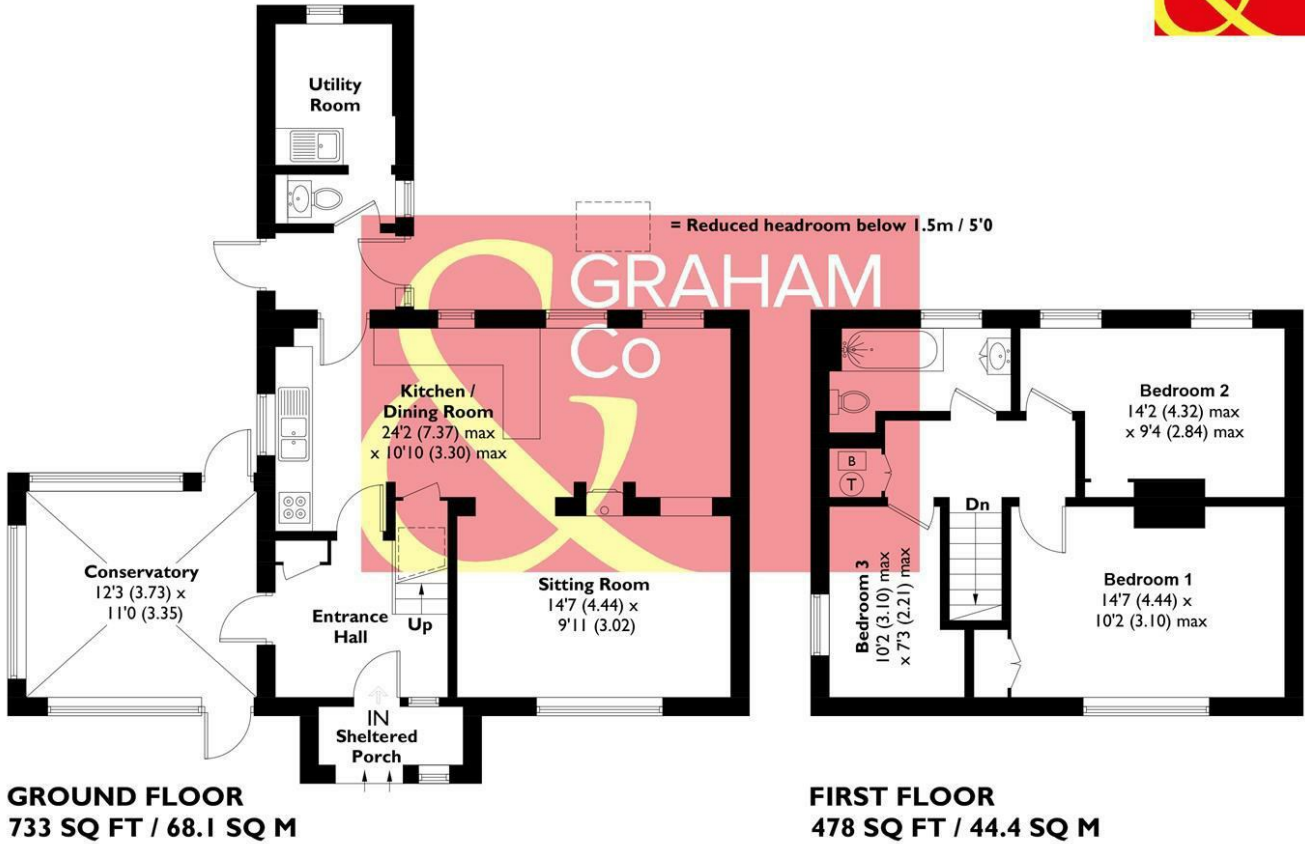 Utility
Room
= Reduced headroom below 1.5m / 5'0
GRAHAM
& Co
Kitchen /
Dining Room
24'2 (7.37) max
x 10'10 (3.30) max
Conservatory
12'3 (3.73) x
11'0 (3.35)
Entrance
Hall
Up
Sitting Room
14'7 (4.44) x
9'11 (3.02)
IN
Sheltered
Porch
Bedroom 2
14'2 (4.32) max
x 9'4 (2.84) max
B
T
Dn
Bedroom 3
10'2 (3.10) max
x 7'3 (2.21) max
Bedroom 1
14'7 (4.44) x
10'2 (3.10) max
GROUND FLOOR
733 SQ FT / 68.1 SQ M
FIRST FLOOR
478 SQ FT / 44.4 SQ M
&